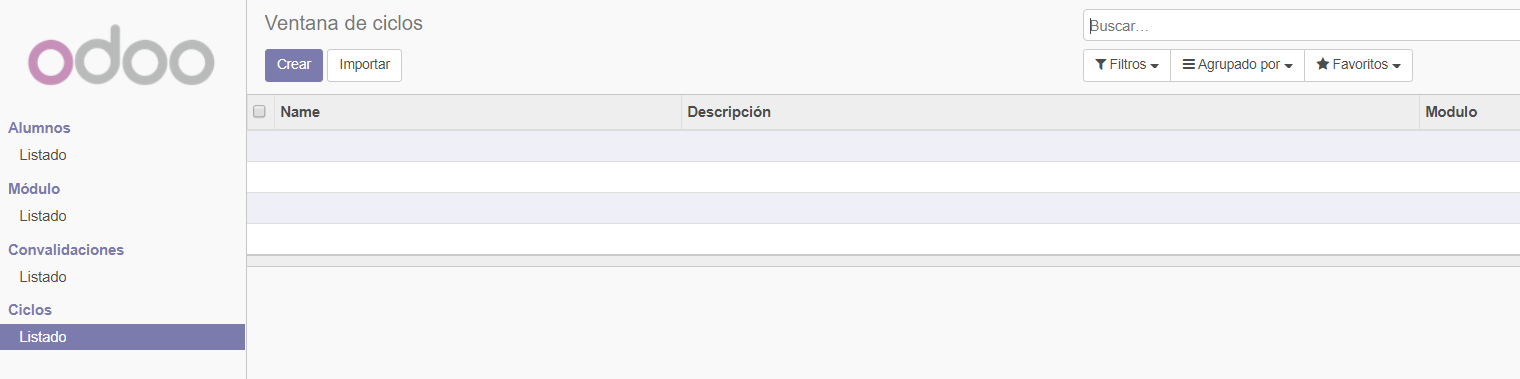 odoo
Alumnos
Listado
Módulo
Listado
Convalidaciones
Listado
Ciclos
Listado
Ventana de ciclos
Buscar...
Crear Importar
Filtros Agrupado por Favoritos
Name Descripción Modulo